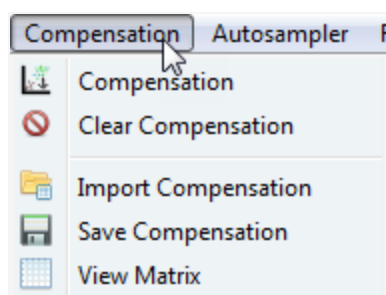 Compensation Autosampler
Compensation
Clear Compensation
Import Compensation
Save Compensation
View Matrix